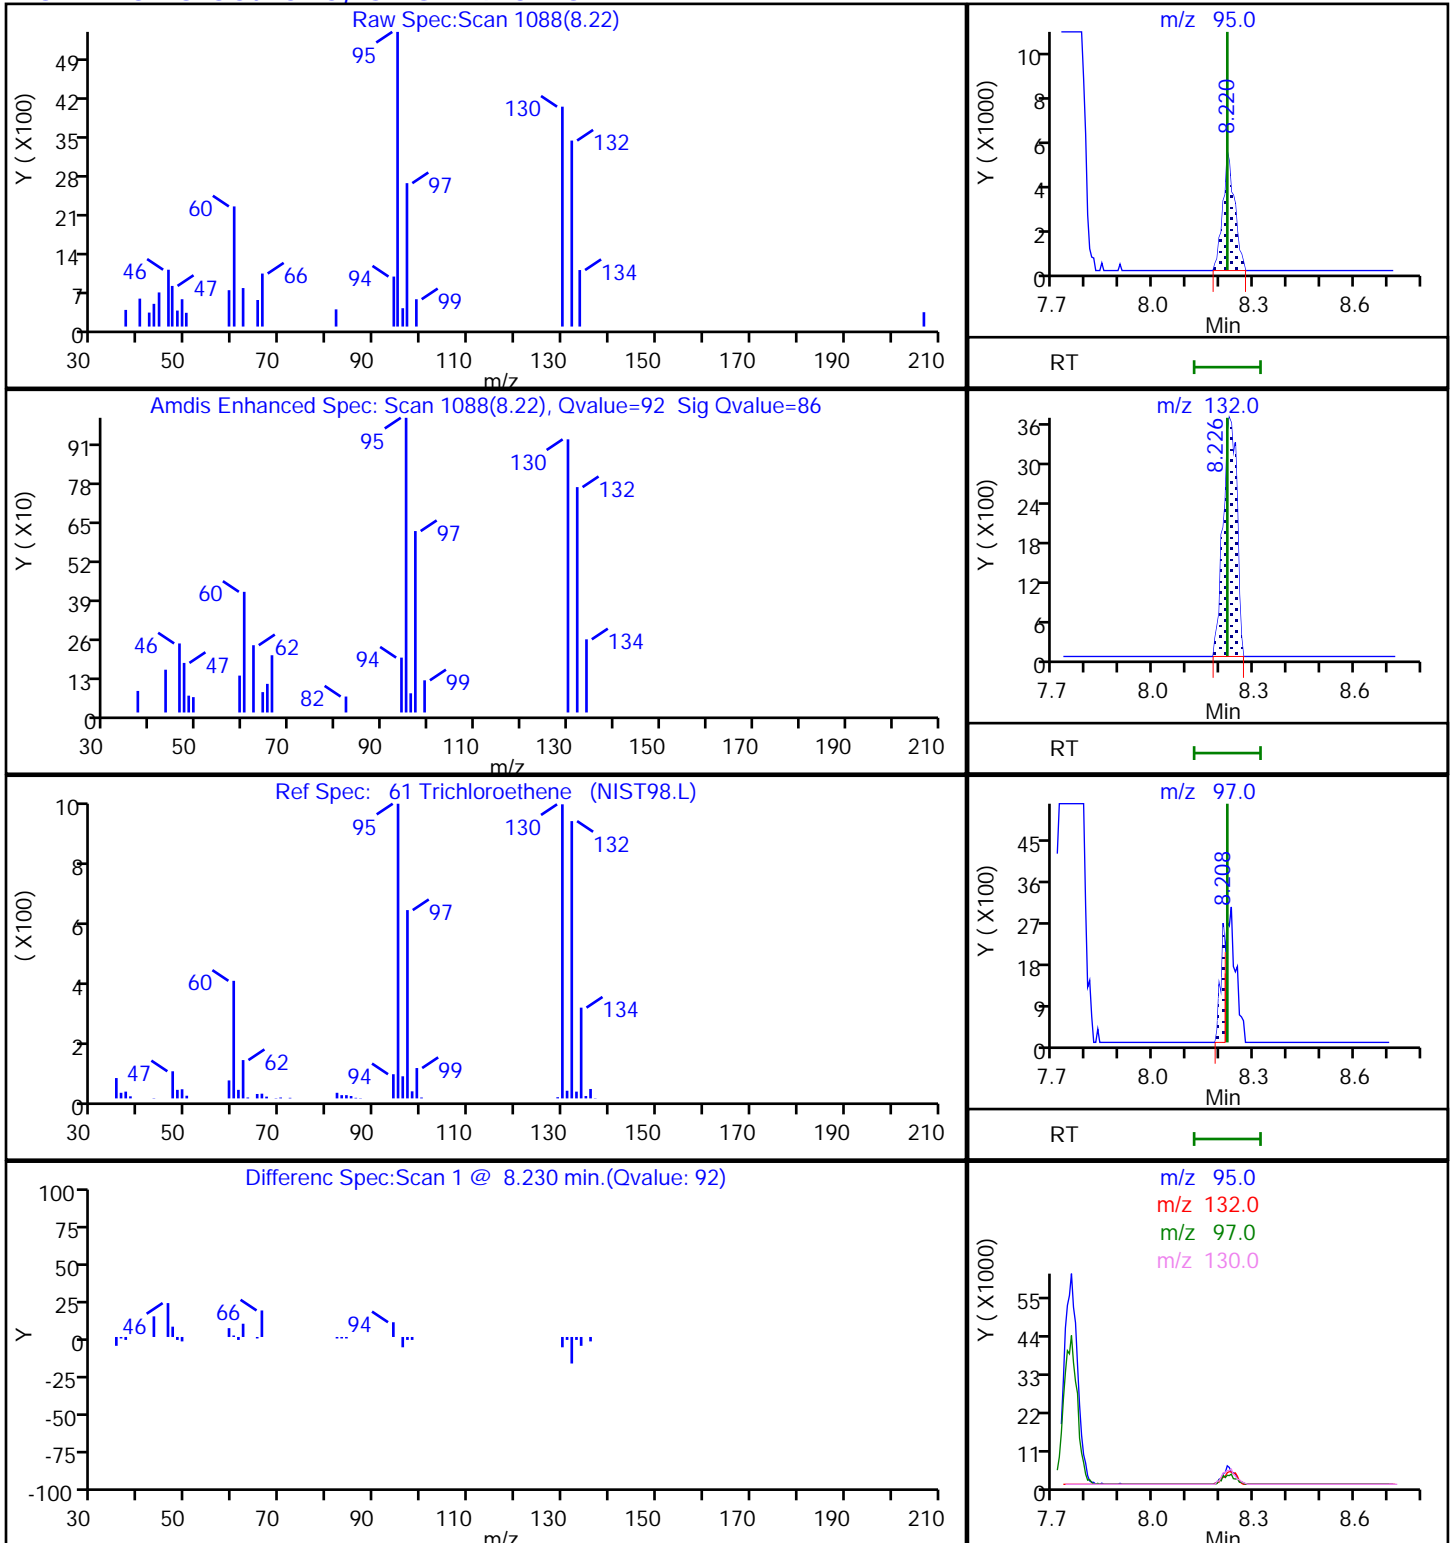 Raw Spec:Scan 1088(8.22)
Y ( X100)
49
42
35
28
21
14
7
0
95
130
132
97
60
46
47
66
94
99
134
30 50 70 90 110 130 150 170 190 210
m/z
m/z 95.0
Y ( X1000)
10
8
6
4
2
0
8.220
7.7 8.0 8.3 8.6
Min
RT
Amdis Enhanced Spec: Scan 1088(8.22), Qvalue=92 Sig Qvalue=86
Y ( X10)
91
78
65
52
39
26
13
0
95
130
132
97
60
46
47
62
82
94
99
134
30 50 70 90 110 130 150 170 190 210
m/z
m/z 132.0
Y ( X100)
36
30
24
18
12
6
0
8.226
7.7 8.0 8.3 8.6
Min
RT
Ref Spec: 61 Trichloroethene (NIST98.L)
( X100)
10
8
6
4
2
0
95
130
132
97
60
47
62
94
99
134
30 50 70 90 110 130 150 170 190 210
m/z 97.0
Y ( X100)
45
36
27
18
9
0
8.208
7.7 8.0 8.3 8.6
Min
RT
Differenc Spec:Scan 1 @ 8.230 min.(Qvalue: 92)
Y
100
75
50
25
0
-25
-50
-75
-100
46
66
94
30 50 70 90 110 130 150 170 190 210
m/z
m/z 95.0
m/z 132.0
m/z 97.0
m/z 130.0
Y ( X1000)
55
44
33
22
11
0
7.7 8.0 8.3 8.6
Min